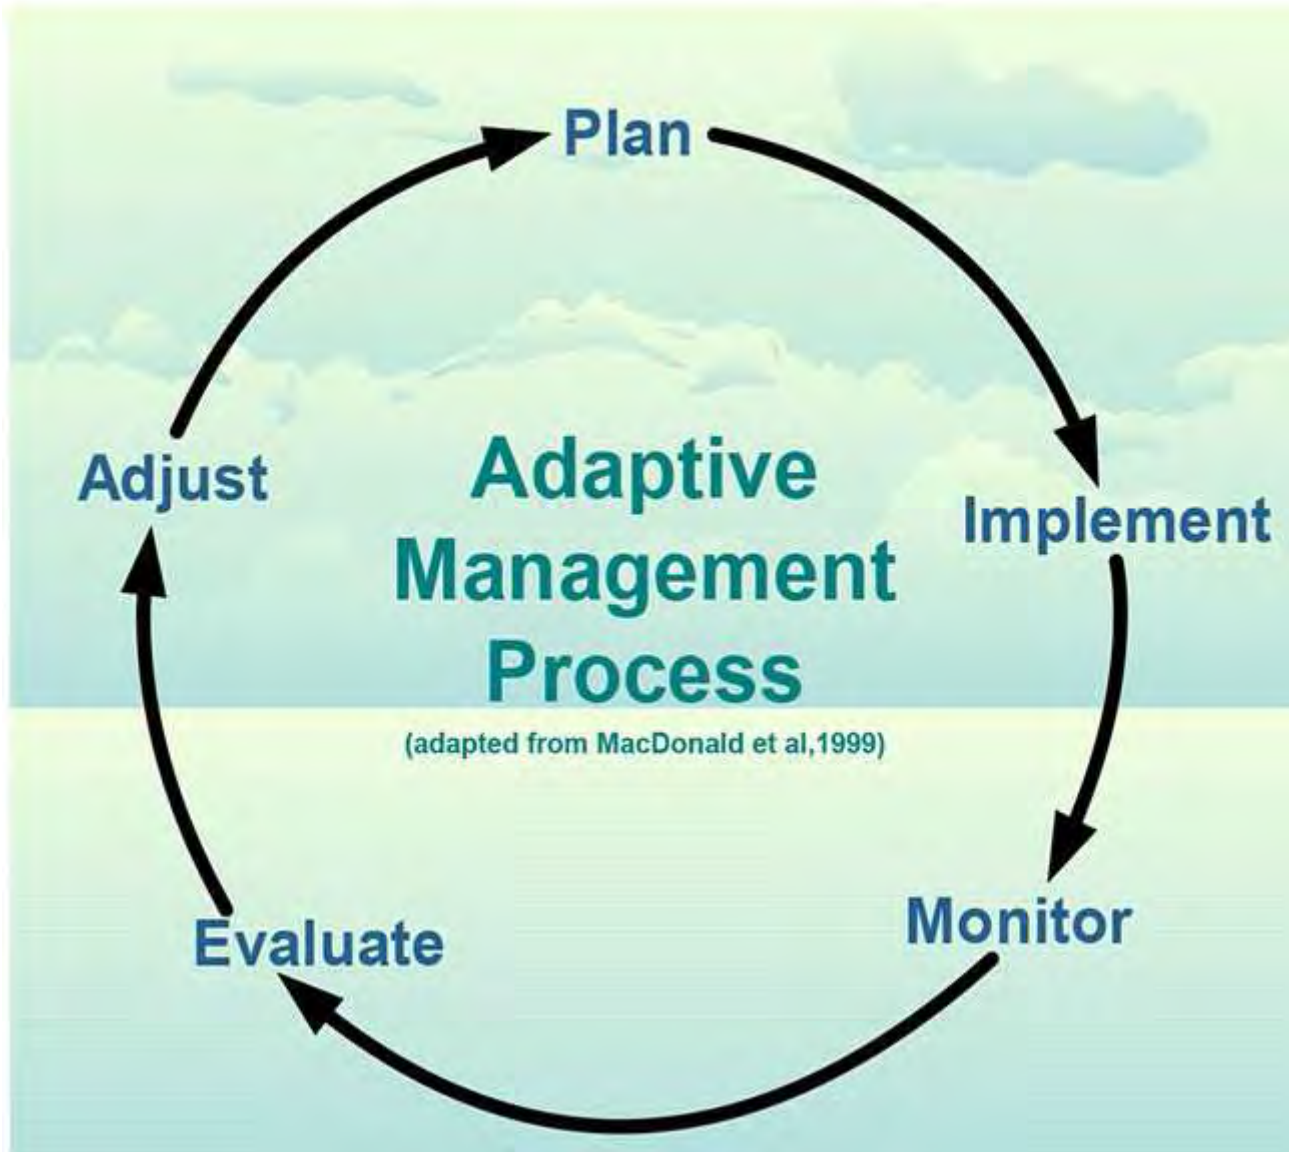 Plan
Adjust
Implement
Adaptive
Management
Process
(adapted from MacDonald et al,1999)
Monitor
Evaluate